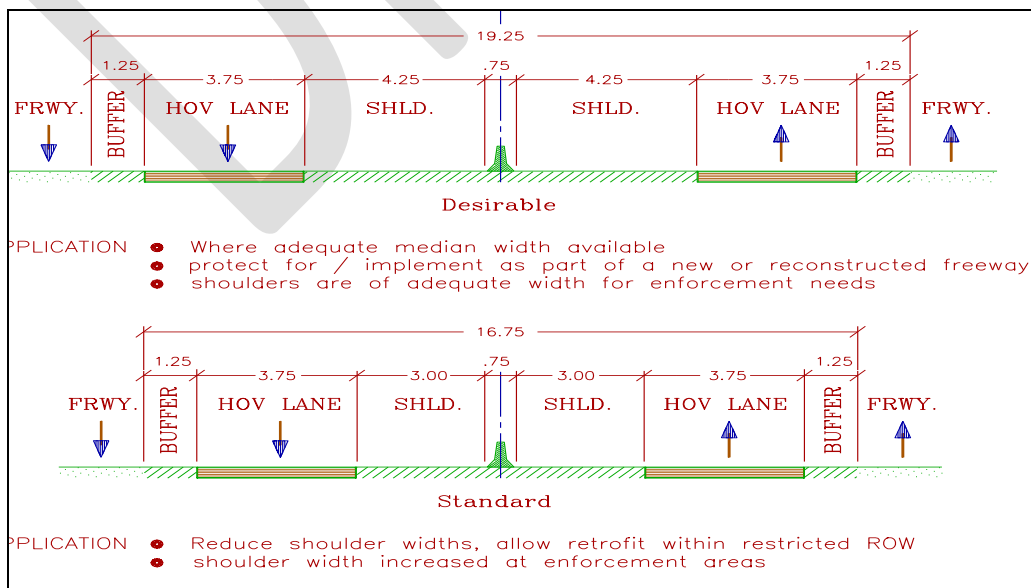 19.25
1.25 3.75 4.25 .75 4.25 3.75 1.25
FRWY. BUFFER HOV LANE SHLD. SHLD. HOV LANE BUFFER FRWY.
Desirable
PPLICATION • Where adequate median width available
• protect for / implement as part of a new or reconstructed freeway
• shoulders are of adequate width for enforcement needs
16.75
1.25 3.75 3.00 .75 3.00 3.75 1.25
FRWY. BUFFER HOV LANE SHLD. SHLD. HOV LANE BUFFER FRWY.
Standard
PPLICATION • Reduce shoulder widths, allow retrofit within restricted ROW
• shoulder width increased at enforcement areas